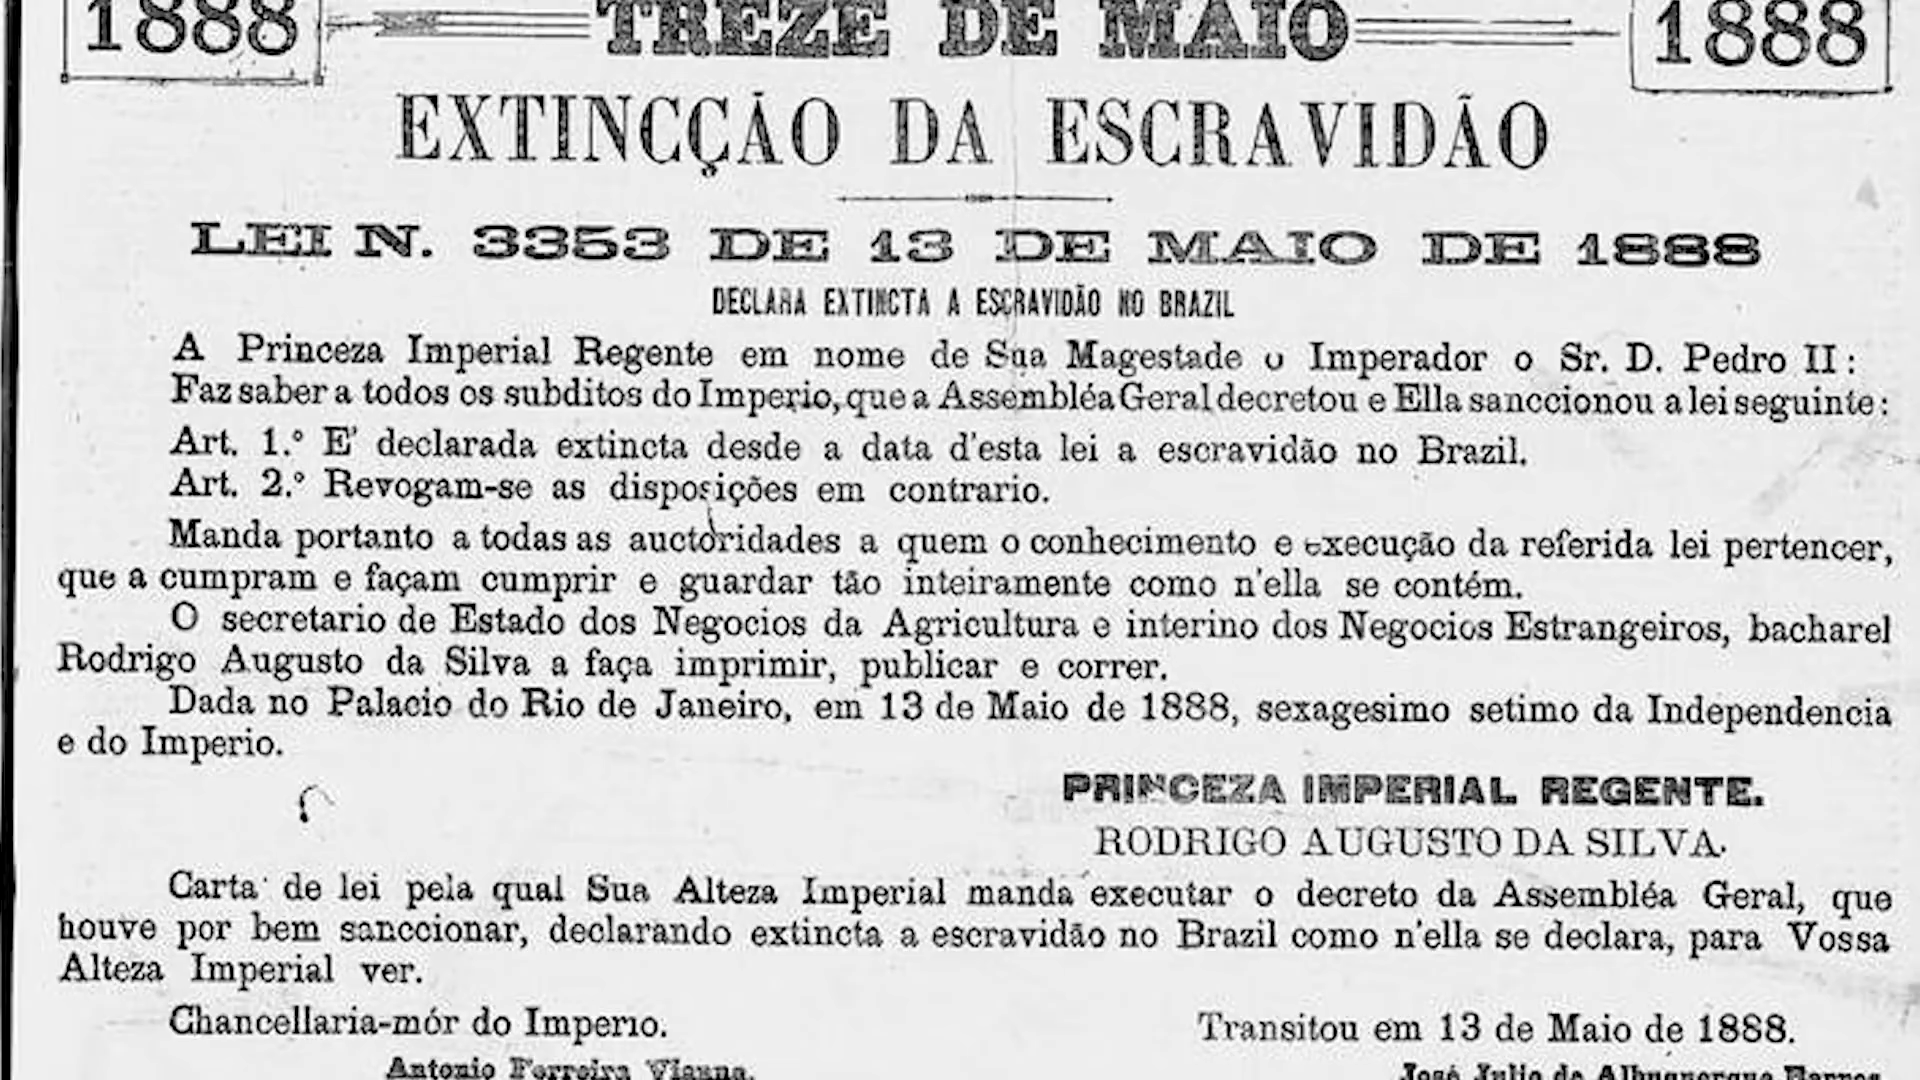 1888 TREZE DE MAIO 1888
EXTINCÇÃO DA ESCRAVIDÃO
LEI N. 3353 DE 13 DE MAIO DE 1888
DECLARA EXTINCTA A ESCRAVIDÃO NO BRAZIL
A Princeza Imperial Regente em nome de Sua Magestade o Imperador o Sr. D. Pedro II:
Faz saber a todos os subditos do Imperio, que a Assembléa Geral decretou e Ella sanccionou a lei seguinte:
Art. 1.º E' declarada extincta desde a data d'esta lei a escravidão no Brazil.
Art. 2.º Revogam-se as disposições em contrario.
Manda portanto a todas as auctoridades a quem o conhecimento e execução da referida lei pertencer,
que a cumpram e façam cumprir e guardar tão inteiramente como n'ella se contém.
O secretario de Estado dos Negocios da Agricultura e interino dos Negocios Estrangeiros, bacharel
Rodrigo Augusto da Silva a faça imprimir, publicar e correr.
Dada no Palacio do Rio de Janeiro, em 13 de Maio de 1888, sexagesimo setimo da Independencia
e do Imperio.
PRINCEZA IMPERIAL REGENTE.
RODRIGO AUGUSTO DA SILVA.
Carta de lei pela qual Sua Alteza Imperial manda executar o decreto da Assembléa Geral, que
houve por bem sanccionar, declarando extincta a escravidão no Brazil como n'ella se declara, para Vossa
Alteza Imperial ver.
Chancellaria-mór do Imperio.
Transitou em 13 de Maio de 1888.
Antonio Ferreira Vianna.
José Julio de Albuquerque Barros